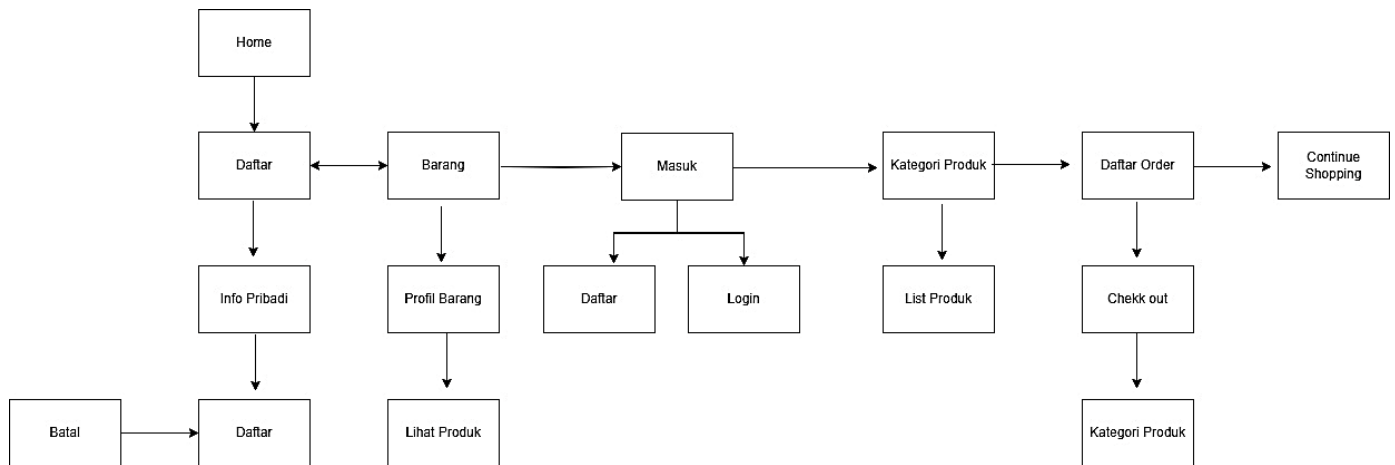 Home
Daftar
Barang
Masuk
Kategori Produk
Daftar Order
Continue
Shopping
Info Pribadi
Profil Barang
Daftar
Login
List Produk
Chekk out
Batal
Daftar
Lihat Produk
Kategori Produk